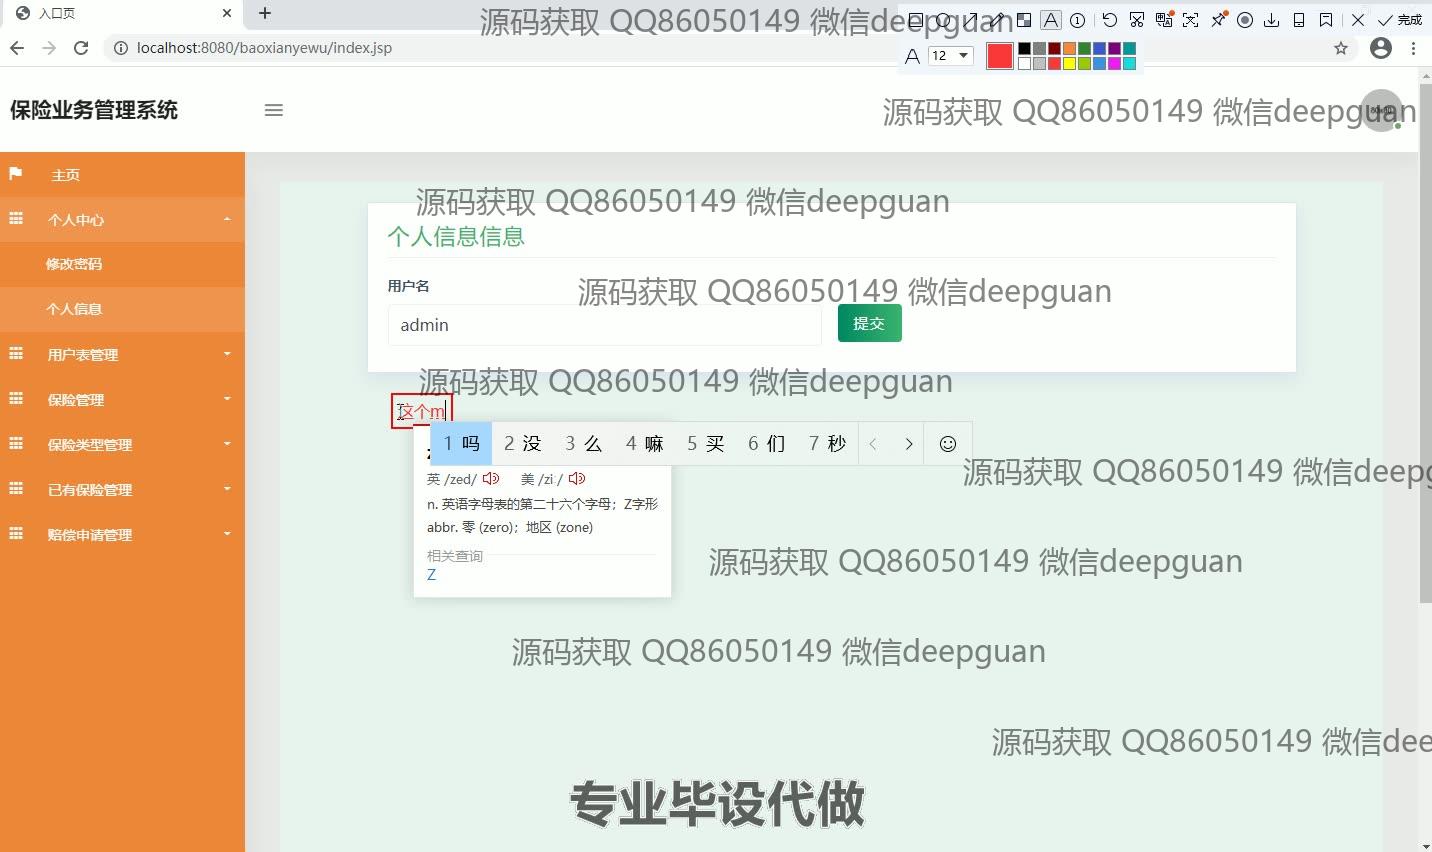 入口页
源码获取 QQ86050149 微信deepguan
完成
localhost:8080/baoxianyewu/index.jsp
12
保险业务管理系统
源码获取 QQ86050149 微信deepguan
主页
个人中心
修改密码
个人信息
用户表管理
保险管理
保险类型管理
已有保险管理
赔偿申请管理
源码获取 QQ86050149 微信deepguan
个人信息信息
用户名
源码获取 QQ86050149 微信deepguan
admin
提交
源码获取 QQ86050149 微信deepguan
这个m
1 吗 2 没 3 么 4 嘛 5 买 6 们 7 秒
英 /zed/ 美 /ziː/
源码获取 QQ86050149 微信deepg
n. 英语字母表的第二十六个字母；Z字形
abbr. 零 (zero)；地区 (zone)
相关查询
Z
源码获取 QQ86050149 微信deepguan
源码获取 QQ86050149 微信deepguan
源码获取 QQ86050149 微信dee
专业毕设代做